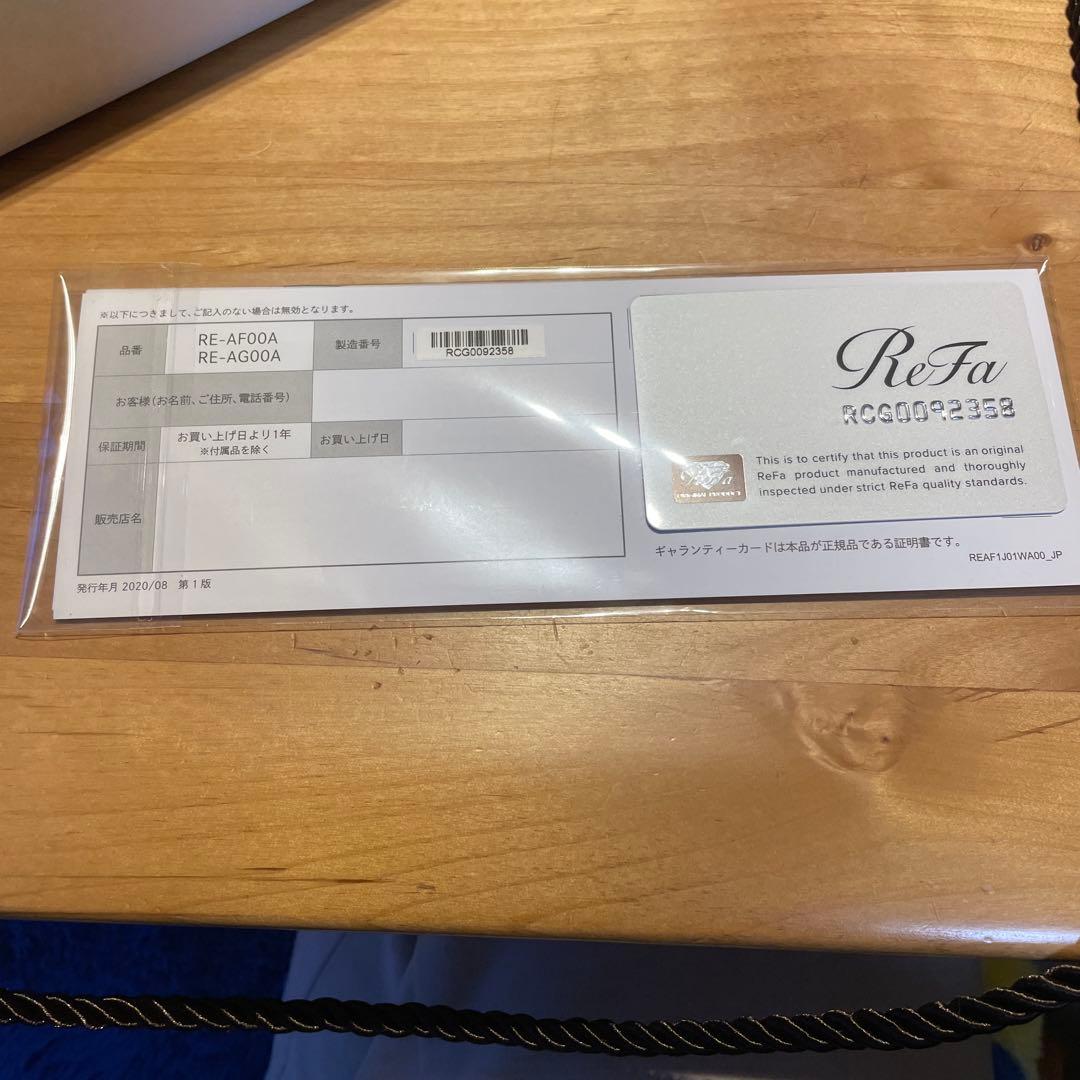 ※以下につきまして、ご記入のない場合は無効となります。
品番
RE-AF00A
RE-AG00A
製造番号
RCG0092358
お客様(お名前、ご住所、電話番号)
保証期間
お買い上げ日より1年
※付属品を除く
お買い上げ日
販売店名
発行年月 2020/08 第1版
ReFa
RCG0092358
This is to certify that this product is an original
ReFa product manufactured and thoroughly
inspected under strict ReFa quality standards.
ギャランティーカードは本品が正規品である証明書です。
REAF1J01WA00_JP